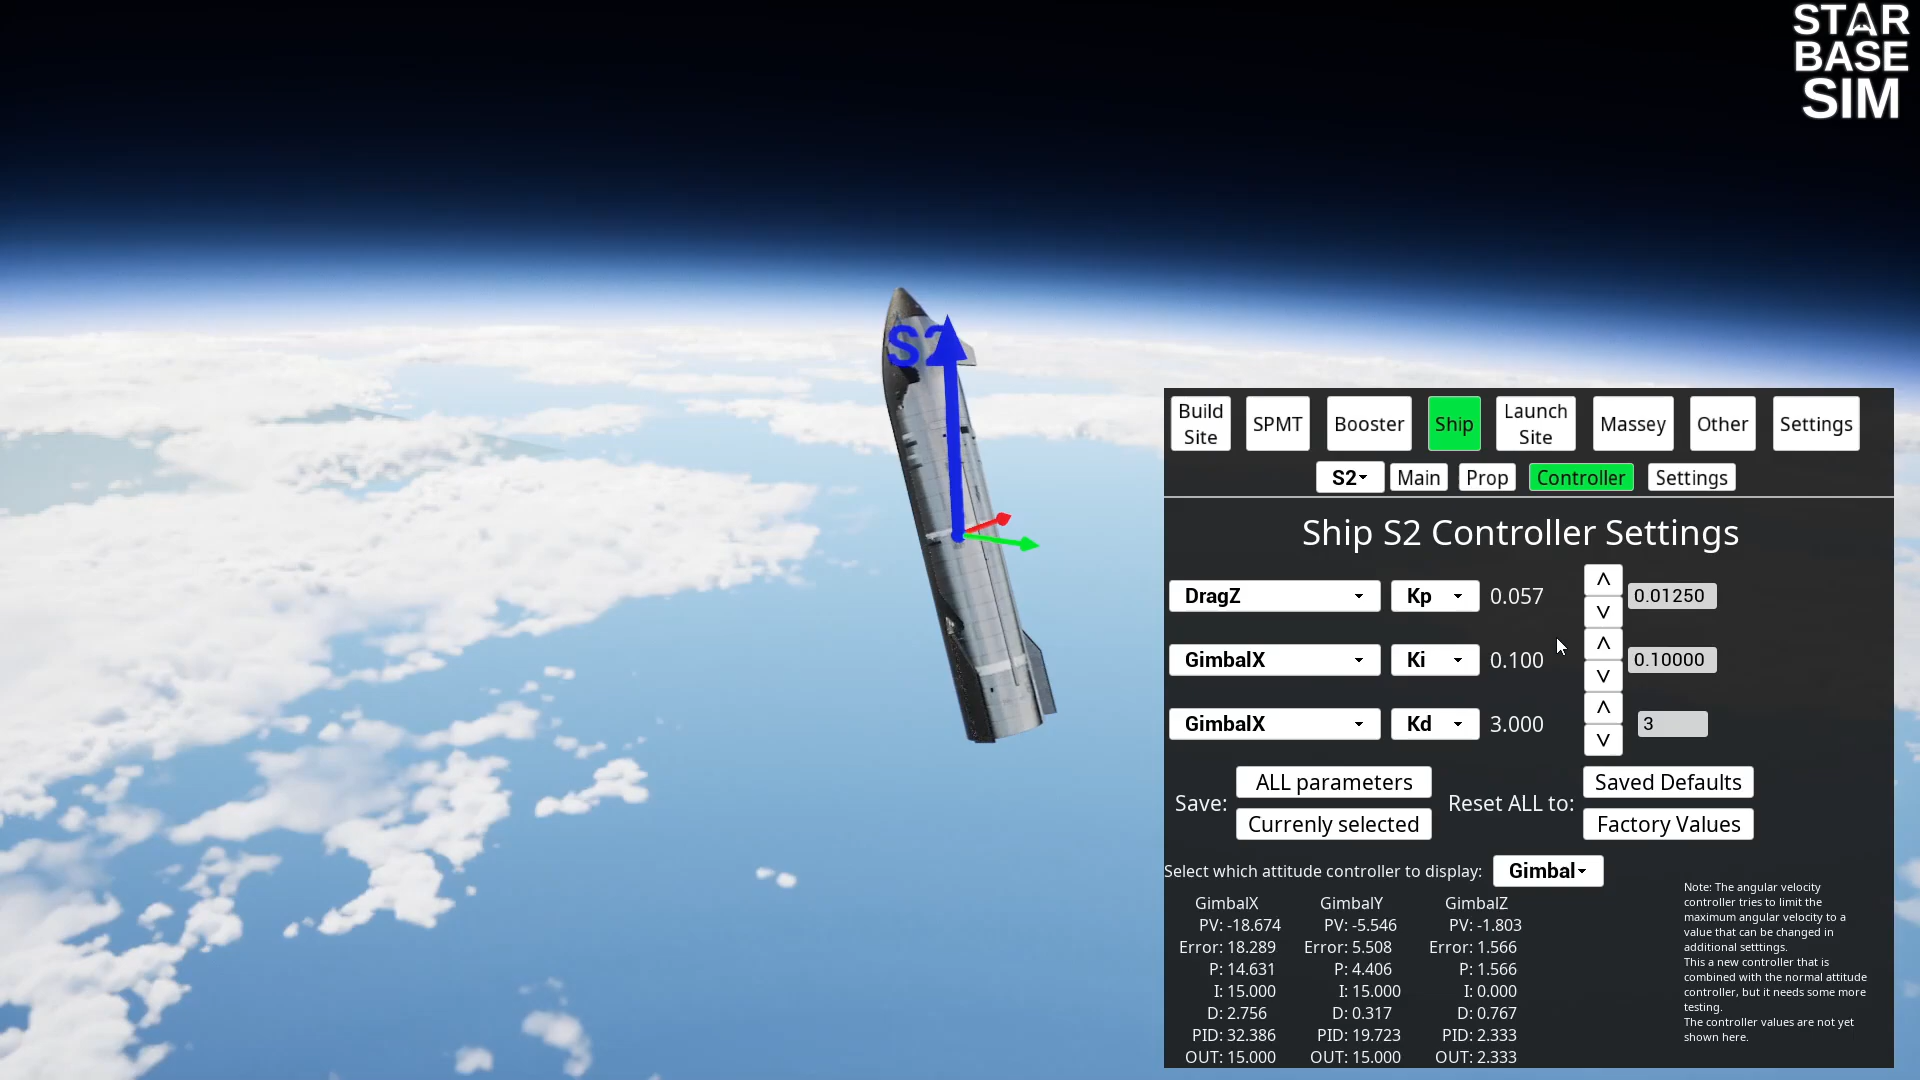 STAR
BASE
SIM
S2
Build Site
SPMT
Booster
Ship
Launch Site
Massey
Other
Settings
S2
Main
Prop
Controller
Settings
Ship S2 Controller Settings
DragZ Kp 0.057 ʌ v 0.01250
GimbalX Ki 0.100 ʌ v 0.10000
GimbalX Kd 3.000 ʌ v 3
Save: ALL parameters
Currenly selected
Reset ALL to: Saved Defaults
Factory Values
Select which attitude controller to display: Gimbal
GimbalX GimbalY GimbalZ
PV: -18.674 PV: -5.546 PV: -1.803
Error: 18.289 Error: 5.508 Error: 1.566
P: 14.631 P: 4.406 P: 1.566
I: 15.000 I: 15.000 I: 0.000
D: 2.756 D: 0.317 D: 0.767
PID: 32.386 PID: 19.723 PID: 2.333
OUT: 15.000 OUT: 15.000 OUT: 2.333
Note: The angular velocity
controller tries to limit the
maximum angular velocity to a
value that can be changed in
additional setttings.
This a new controller that is
combined with the normal attitude
controller, but it needs some more
testing.
The controller values are not yet
shown here.